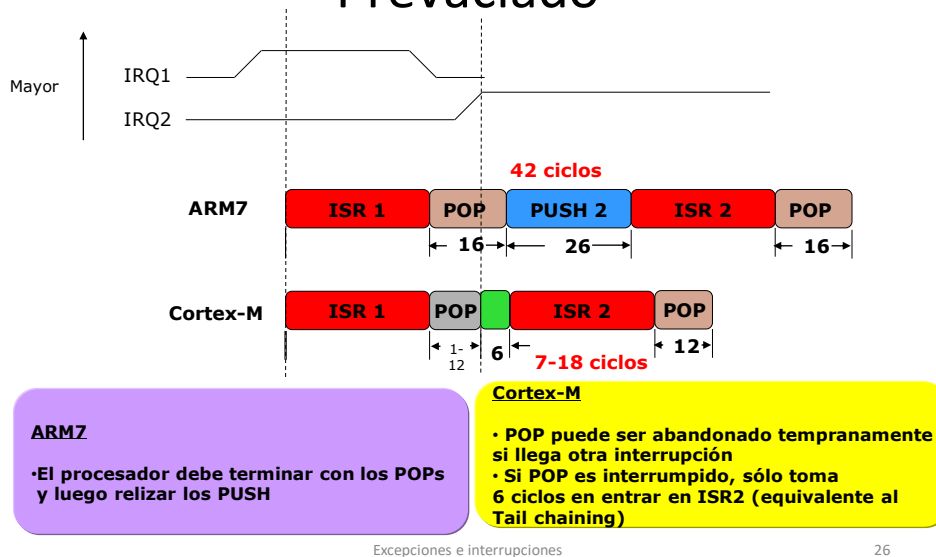 Prevaciado
Mayor
IRQ1
IRQ2
42 ciclos
ARM7
ISR 1
POP
PUSH 2
ISR 2
POP
16
26
16
Cortex-M
ISR 1
POP
ISR 2
POP
1-
12
6
7-18 ciclos
12
ARM7
•El procesador debe terminar con los POPs
y luego relizar los PUSH
Cortex-M
• POP puede ser abandonado tempranamente
si llega otra interrupción
• Si POP es interrumpido, sólo toma
6 ciclos en entrar en ISR2 (equivalente al
Tail chaining)
Excepciones e interrupciones
26